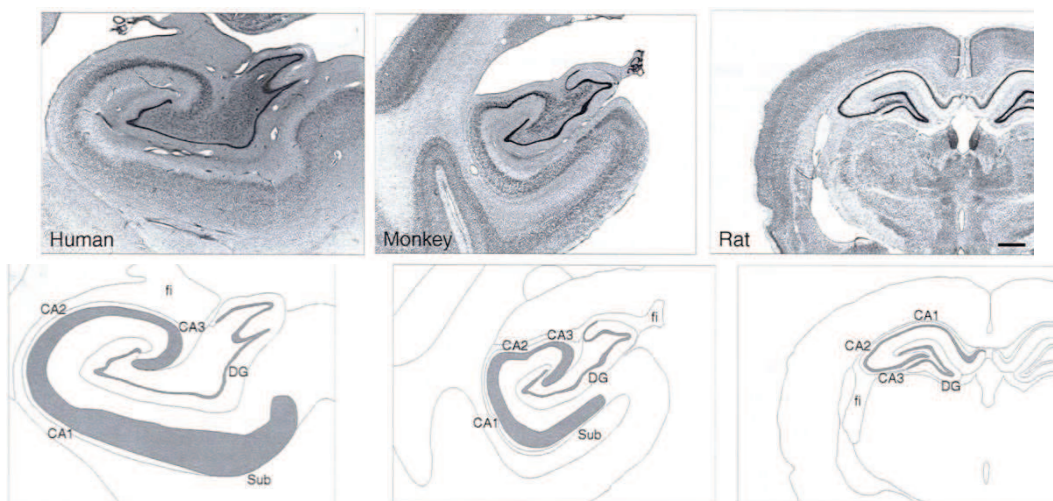 Human
Monkey
Rat
fi
CA2
CA3
DG
CA1
Sub
CA2
CA3
fi
DG
CA1
Sub
CA1
CA2
CA3
DG
fi